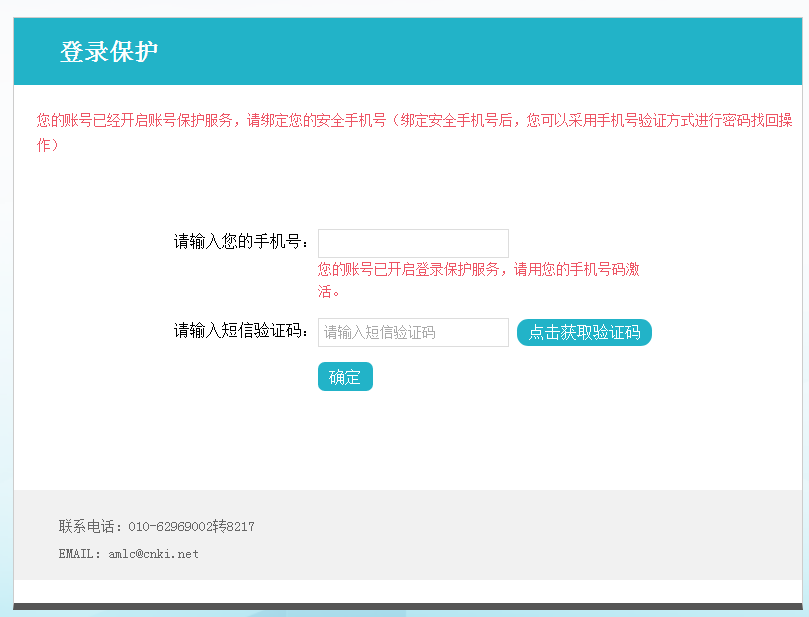 登录保护
您的账号已经开启账号保护服务，请绑定您的安全手机号（绑定安全手机号后，您可以采用手机号验证方式进行密码找回操
作）
请输入您的手机号：
您的账号已开启登录保护服务，请用您的手机号码激
活。
请输入短信验证码： 请输入短信验证码 点击获取验证码
确定
联系电话：010-62969002转8217
EMAIL: amlc@cnki.net